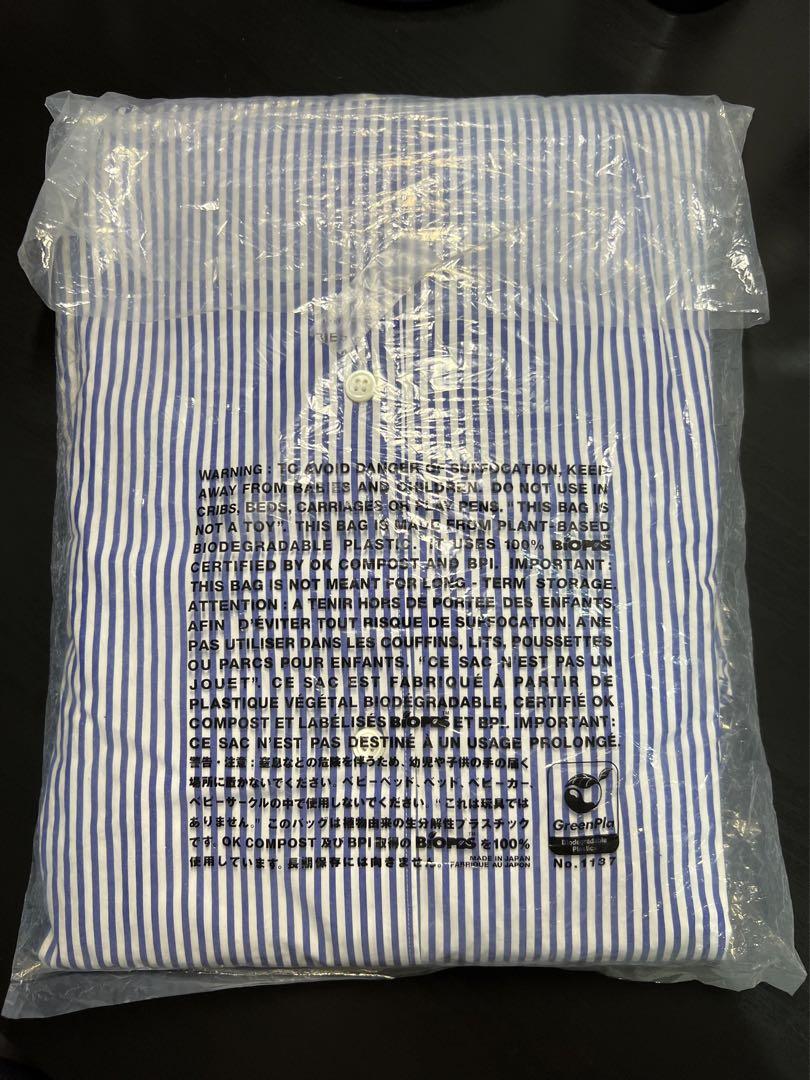 WARNING : TO AVOID DANGER OF SUFFOCATION, KEEP
AWAY FROM BABIES AND CHILDREN. DO NOT USE IN
CRIBS, BEDS, CARRIAGES OR PLAY PENS. "THIS BAG IS
NOT A TOY". THIS BAG IS MADE FROM PLANT-BASED
BIODEGRADABLE PLASTIC. IT USES 100% BIOPOS™
CERTIFIED BY OK COMPOST AND BPI. IMPORTANT :
THIS BAG IS NOT MEANT FOR LONG - TERM STORAGE
ATTENTION : A TENIR HORS DE PORTÉE DES ENFANTS,
AFIN D'ÉVITER TOUT RISQUE DE SUFFOCATION. A NE
PAS UTILISER DANS LES COUFFINS, LITS, POUSSETTES
OU PARCS POUR ENFANTS. "CE SAC N'EST PAS UN
JOUET". CE SAC EST FABRIQUÉ À PARTIR DE
PLASTIQUE VÉGÉTAL BIODÉGRADABLE, CERTIFIÉ OK
COMPOST ET LABÉLISÉS BIOPOS™ ET BPI. IMPORTANT :
CE SAC N'EST PAS DESTINÉ À UN USAGE PROLONGÉ.
警告・注意 : 窒息などの危険を伴うため、幼児や子供の手の届く
場所に置かないでください。ベビーベッド、ベット、ベビーカー、
ベビーサークルの中で使用しないでください。"これは玩具では
ありません。" このバッグは植物由来の生分解性プラスチック
です。OK COMPOST 及び BPI 取得の BIOPOS™ を100%
使用しています。長期保存には向きません。
MADE IN JAPAN
FABRIQUÉ AU JAPON
GreenPla
Biodegradable
Plastics
No.1137